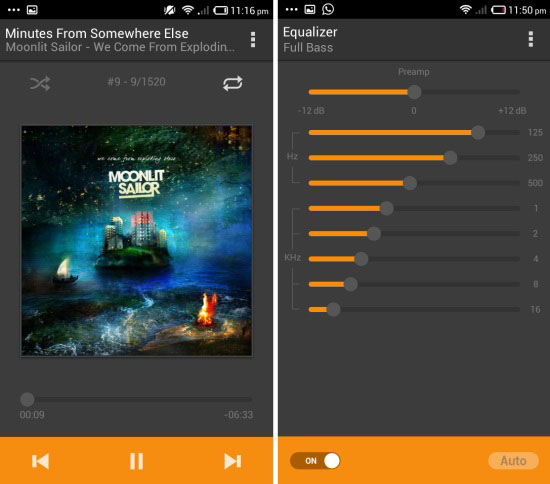 11:16 pm
Minutes From Somewhere Else
Moonlit Sailor - We Come From Explodin...
#9 - 9/1520
we come from exploding stars
MOONLIT
SAILOR
00:09
-06:33
11:50 pm
Equalizer
Full Bass
Preamp
-12 dB 0 +12 dB
125
Hz 250
500
1
2
KHz 4
8
16
ON
Auto